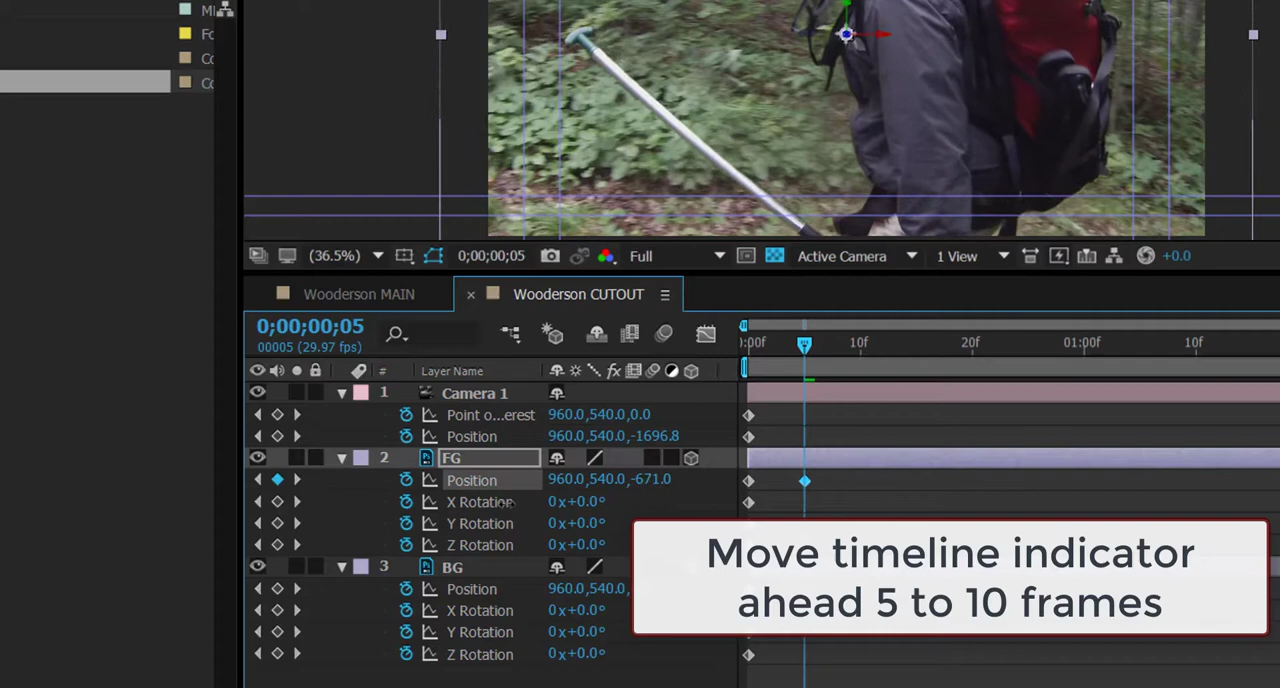 MI
Fo
Co
Co
(36.5%)
0;00;00;05
Full
Active Camera
1 View
+0.0
Wooderson MAIN
× Wooderson CUTOUT
0;00;00;05
00005 (29.97 fps)
0:00f 10f 20f 01:00f 10f
# Layer Name
1 Camera 1
Point o...erest 960.0,540.0,0.0
Position 960.0,540.0,-1696.8
2 FG
Position 960.0,540.0,-671.0
X Rotation 0x+0.0°
Y Rotation 0x+0.0°
Z Rotation 0x+0.0°
3 BG
Position 960.0,540.0,
X Rotation 0x+0.0°
Y Rotation 0x+0.0°
Z Rotation 0x+0.0°
Move timeline indicator
ahead 5 to 10 frames